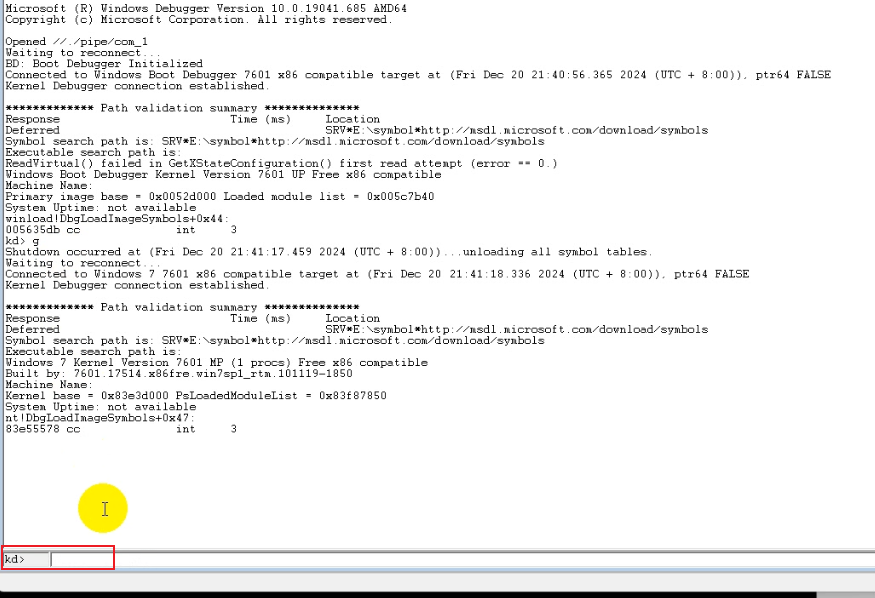 Microsoft (R) Windows Debugger Version 10.0.19041.685 AMD64
Copyright (c) Microsoft Corporation. All rights reserved.
Opened //./pipe/com_1
Waiting to reconnect...
BD: Boot Debugger Initialized
Connected to Windows Boot Debugger 7601 x86 compatible target at (Fri Dec 20 21:40:56.365 2024 (UTC + 8:00)), ptr64 FALSE
Kernel Debugger connection established.
************* Path validation summary **************
Response                         Time (ms)     Location
Deferred                                       SRV*E:\symbol*http://msdl.microsoft.com/download/symbols
Symbol search path is: SRV*E:\symbol*http://msdl.microsoft.com/download/symbols
Executable search path is:
ReadVirtual() failed in GetXStateConfiguration() first read attempt (error == 0.)
Windows Boot Debugger Kernel Version 7601 UP Free x86 compatible
Machine Name:
Primary image base = 0x0052d000 Loaded module list = 0x005c7b40
System Uptime: not available
winload!DbgLoadImageSymbols+0x44:
005635db cc              int     3
kd> g
Shutdown occurred at (Fri Dec 20 21:41:17.459 2024 (UTC + 8:00))...unloading all symbol tables.
Waiting to reconnect...
Connected to Windows 7 7601 x86 compatible target at (Fri Dec 20 21:41:18.336 2024 (UTC + 8:00)), ptr64 FALSE
Kernel Debugger connection established.
************* Path validation summary **************
Response                         Time (ms)     Location
Deferred                                       SRV*E:\symbol*http://msdl.microsoft.com/download/symbols
Symbol search path is: SRV*E:\symbol*http://msdl.microsoft.com/download/symbols
Executable search path is:
Windows 7 Kernel Version 7601 MP (1 procs) Free x86 compatible
Built by: 7601.17514.x86fre.win7sp1_rtm.101119-1850
Machine Name:
Kernel base = 0x83e3d000 PsLoadedModuleList = 0x83f87850
System Uptime: not available
nt!DbgLoadImageSymbols+0x47:
83e55578 cc              int     3
kd>